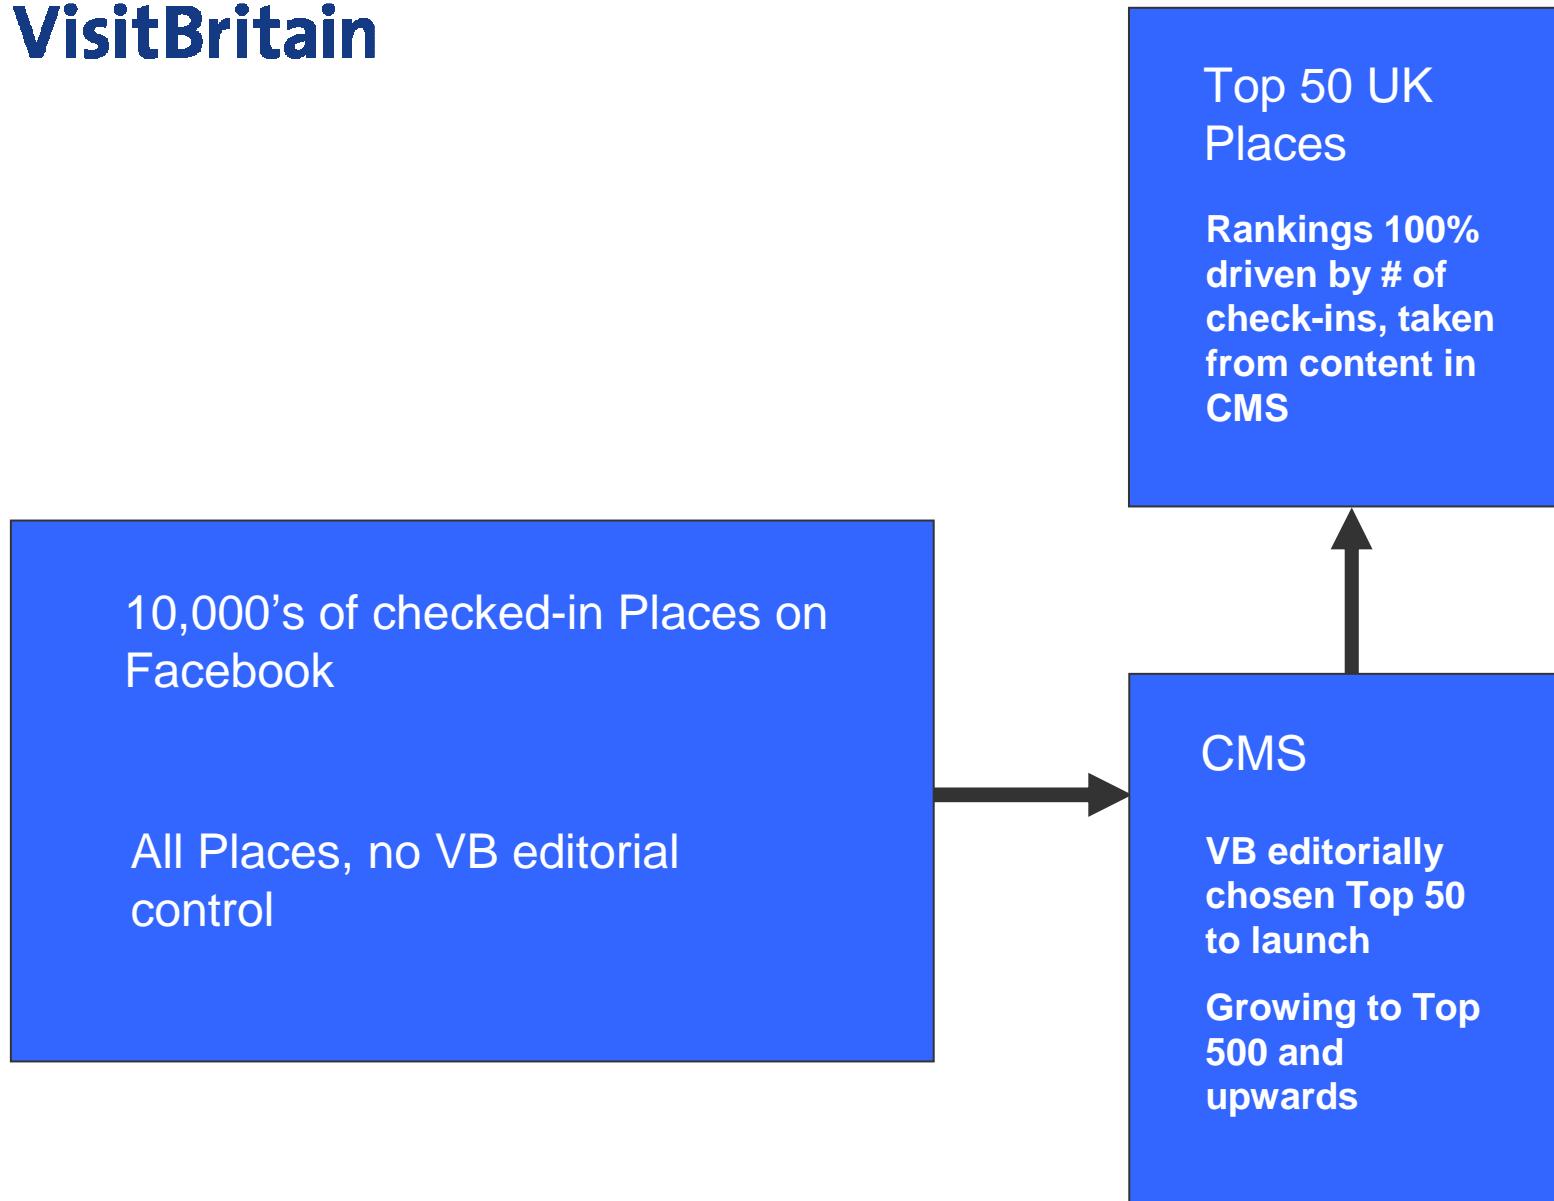 VisitBritain
Top 50 UK
Places
Rankings 100%
driven by # of
check-ins, taken
from content in
CMS
10,000’s of checked-in Places on
Facebook
All Places, no VB editorial
control
CMS
VB editorially
chosen Top 50
to launch
Growing to Top
500 and
upwards